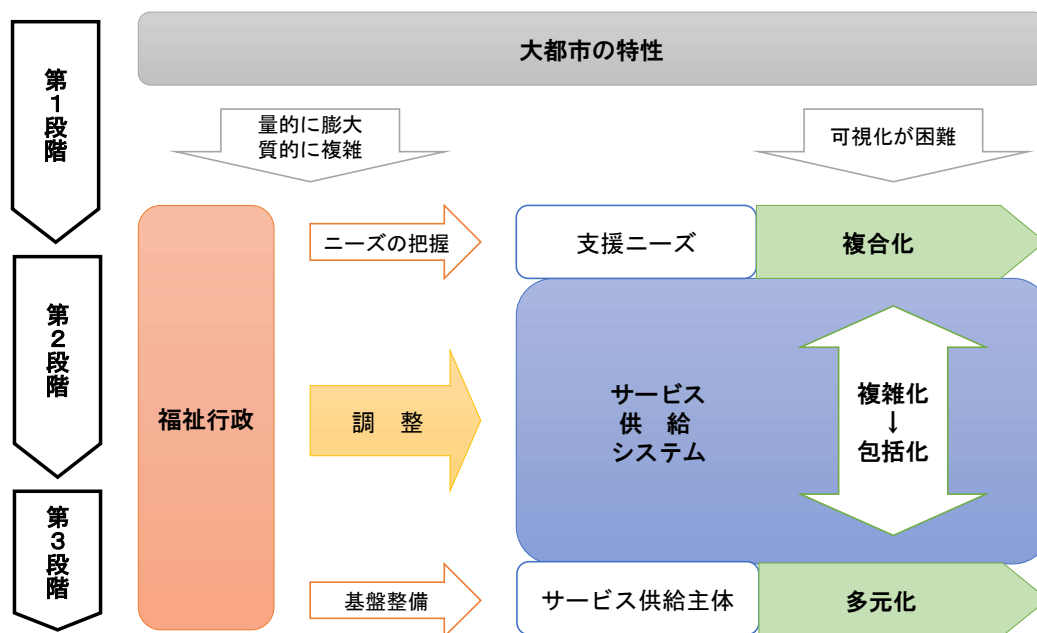 大都市の特性
第1段階
量的に膨大
質的に複雑
可視化が困難
ニーズの把握
支援ニーズ
複合化
第2段階
福祉行政
調　整
サービス
供　給
システム
複雑化
↓
包括化
第3段階
基盤整備
サービス供給主体
多元化